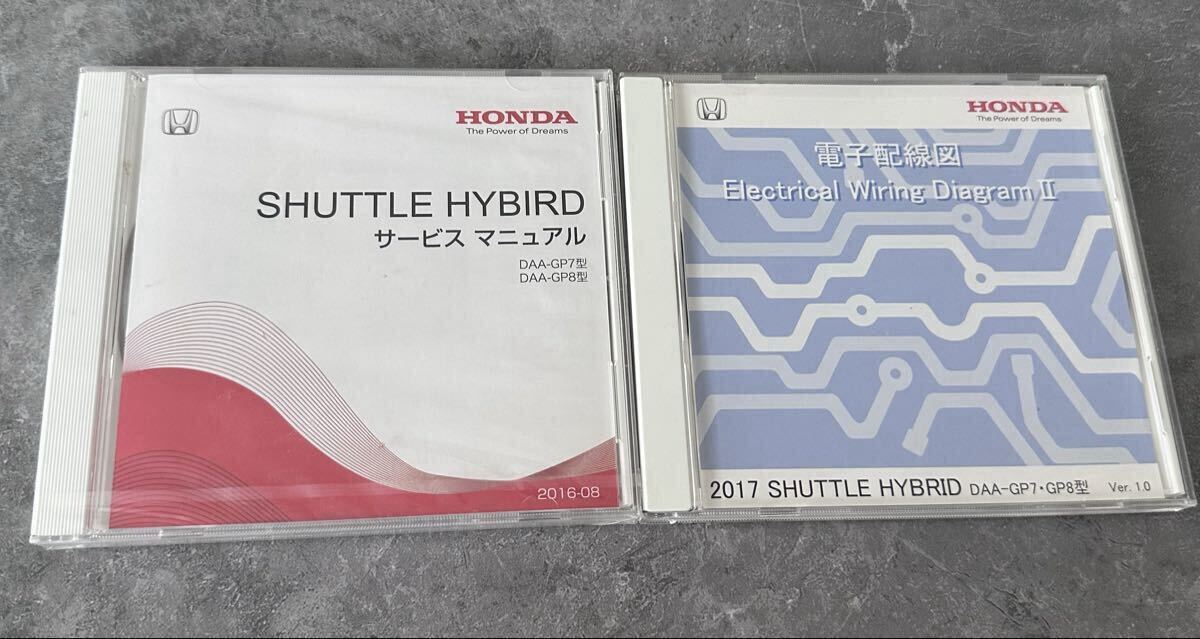 HONDA
The Power of Dreams
SHUTTLE HYBIRD
サービス マニュアル
DAA-GP7型
DAA-GP8型
2016-08
HONDA
The Power of Dreams
電子配線図
Electrical Wiring Diagram Ⅱ
2017 SHUTTLE HYBRID DAA-GP7・GP8型 Ver. 1.0